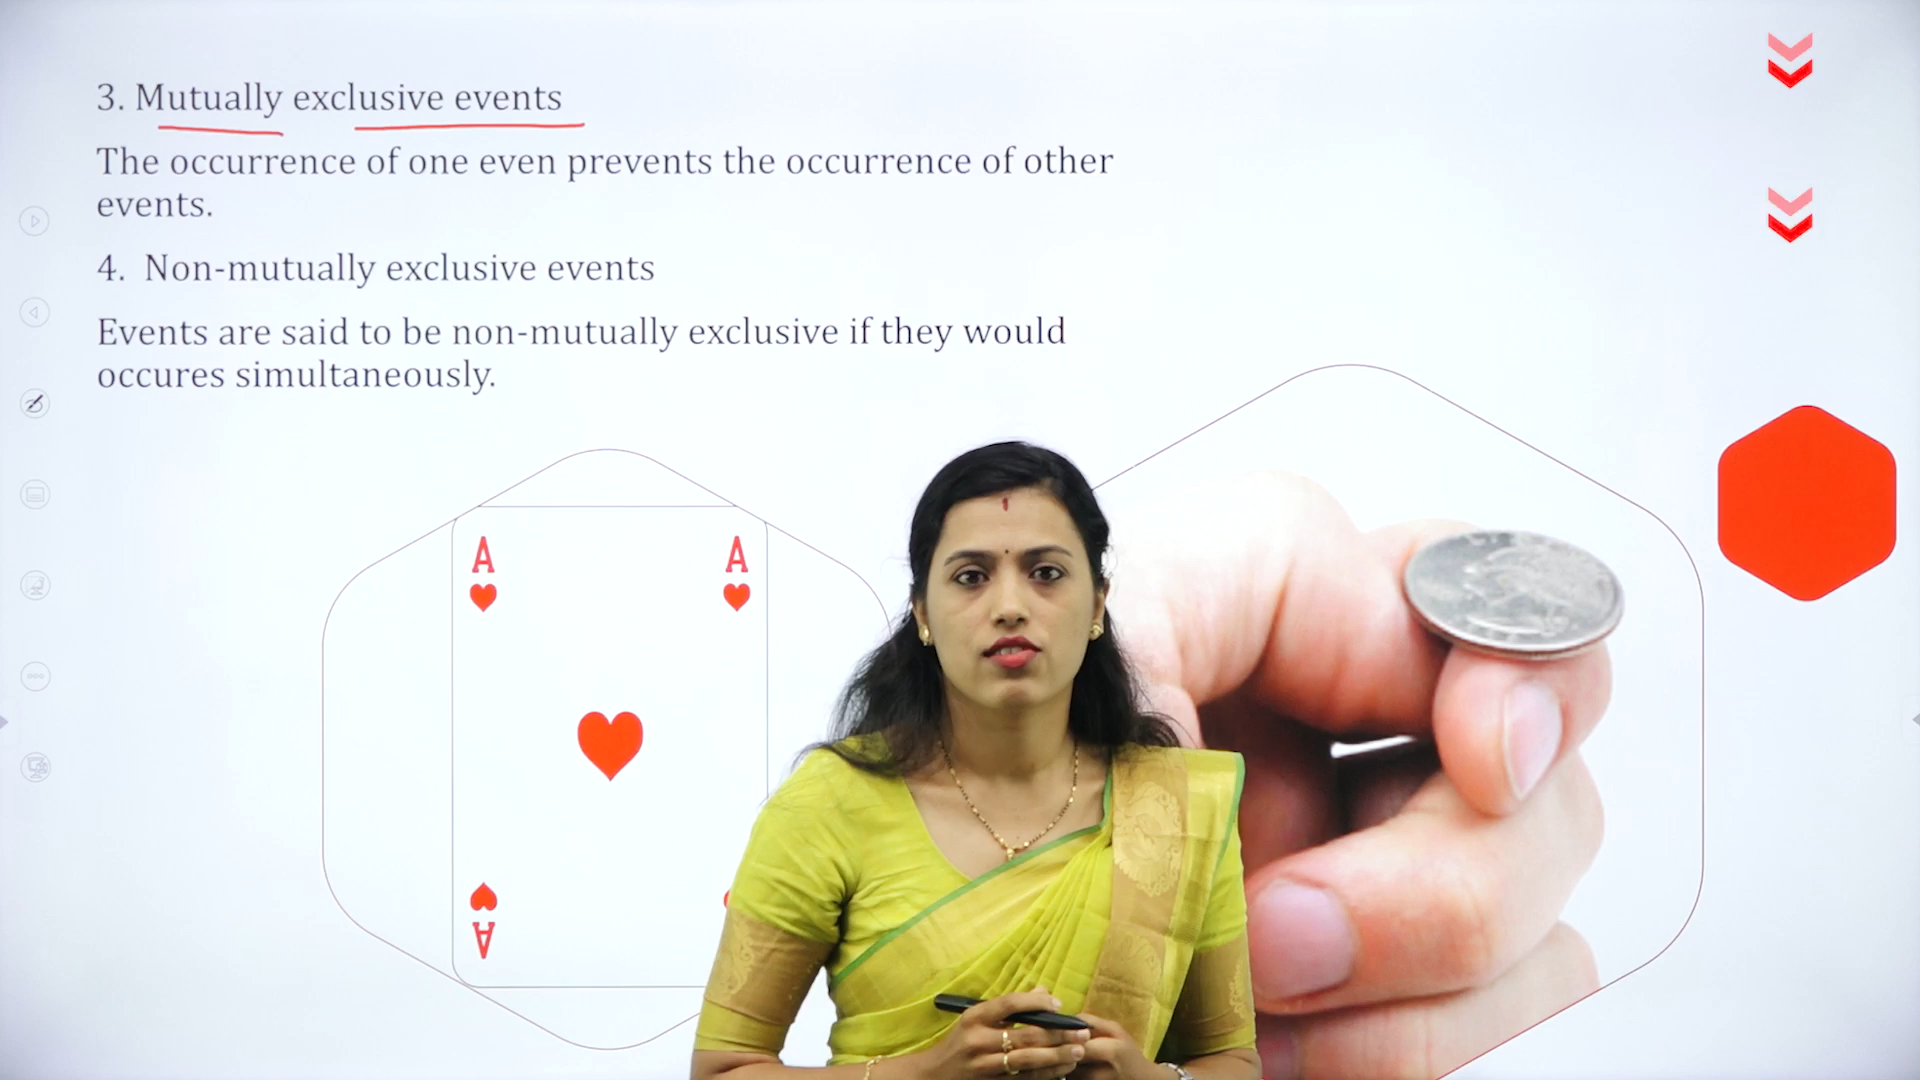 3. Mutually exclusive events
The occurrence of one even prevents the occurrence of other
events.
4. Non-mutually exclusive events
Events are said to be non-mutually exclusive if they would
occures simultaneously.
A A
A